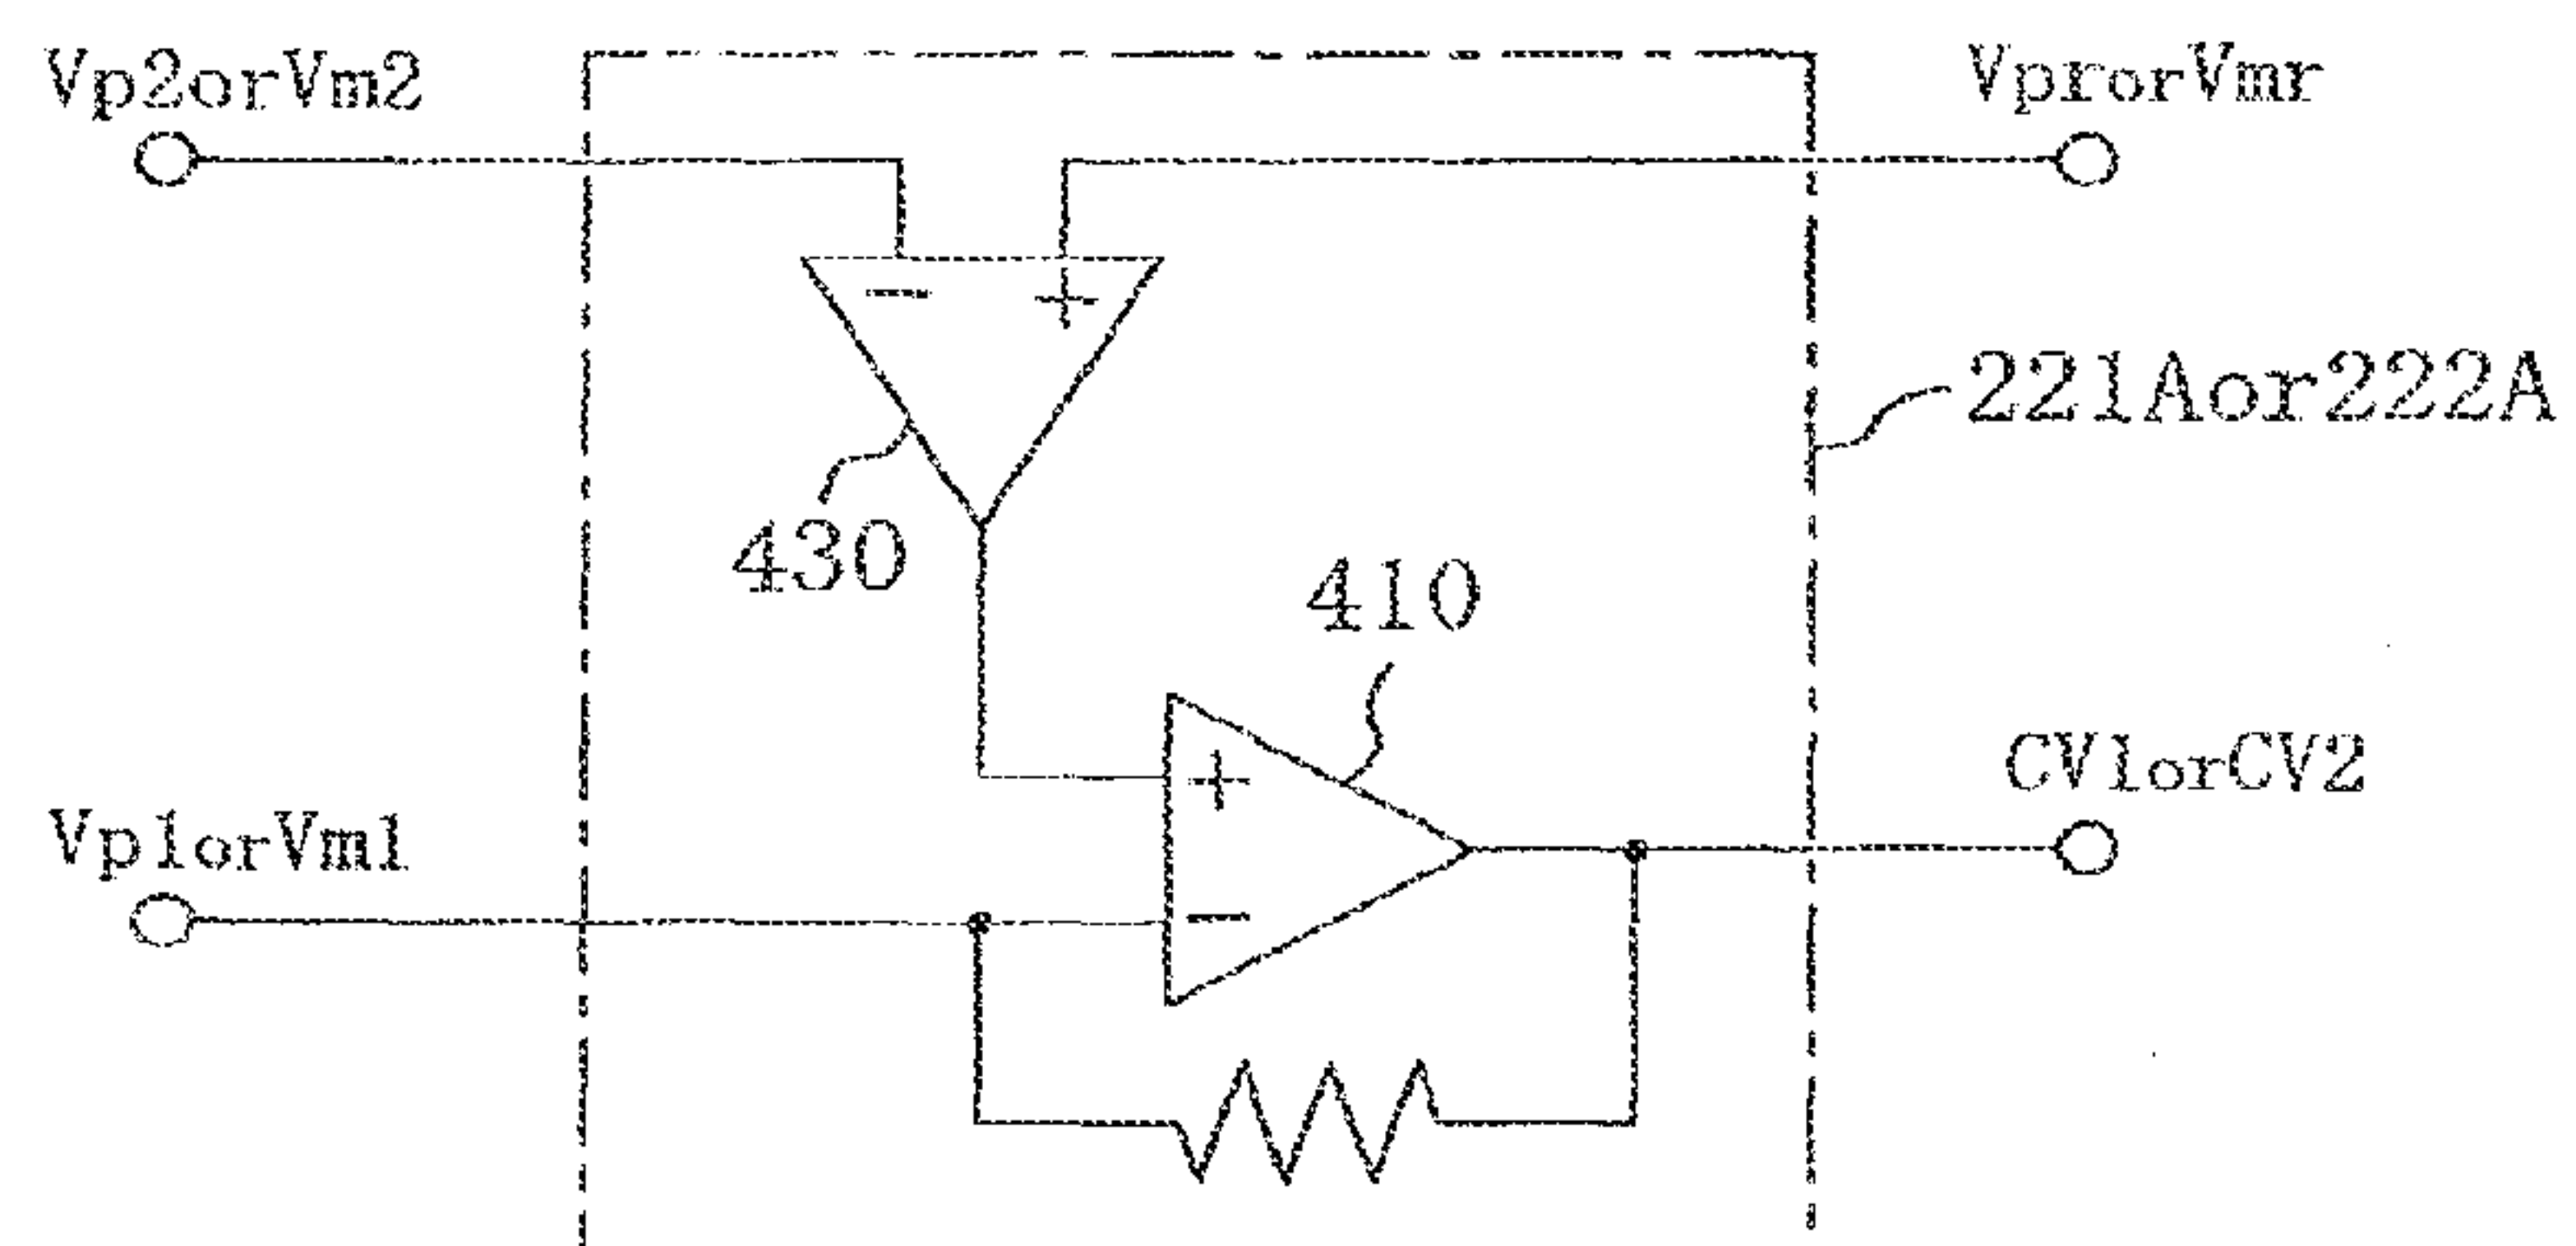 Vp2orVm2
VprorVmr
- +
221Aor222A
430
410
+
CV1orCV2
Vp1orVm1
-